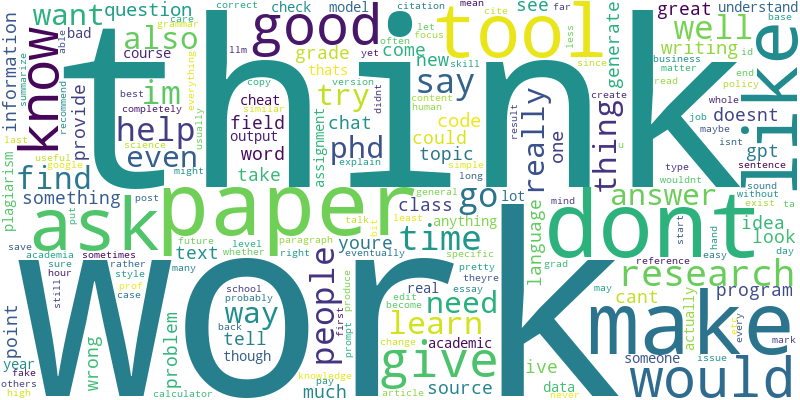 citation
correct
check
model
mean
cite
far
let
focus
often
see
great
understand
want
question
care
grammar
able
bad
also
course
information
summarize
recommend
everything
think
good
grade
come
thats
yet
new
skill
llm
tool
less
since
generate
well
writing
id
base
business
matter
end
read
policy
like
know
provide
im
best
completely
copy
cheat
similar
try
say
version
didnt
content
human
code
could
create
whole
job
doesnt
maybe
isnt
gpt
last
help
even
might
science
usually
field
output
word
take
assignment
chat
phd
explain
topic
simple
long
result
really
one
thing
u
type
sentence
wouldnt
sound
without
exist
put
ta
plagiarism
useful
google
find
something
post
ask
paper
general
class
talk
bit
least
anything
go
lot
language
mind
dont
answer
start
hand
easy
idea
look
day
save
academia
sometimes
sure
hour
still
rather
style
prof
case
future
level
whether
paragraph
right
eventually
text
many
youre
time
specific
pretty
theyre
grad
reference
research
may
cant
program
actually
point
year
fake
others
high
wrong
problem
calculator
school
probably
way
back
tell
though
pay
much
people
first
prompt
produce
real
edit
become
essay
need
learn
change
academic
give
knowledge
article
source
work
ive
data
never
make
someone
issue
every
mark
would